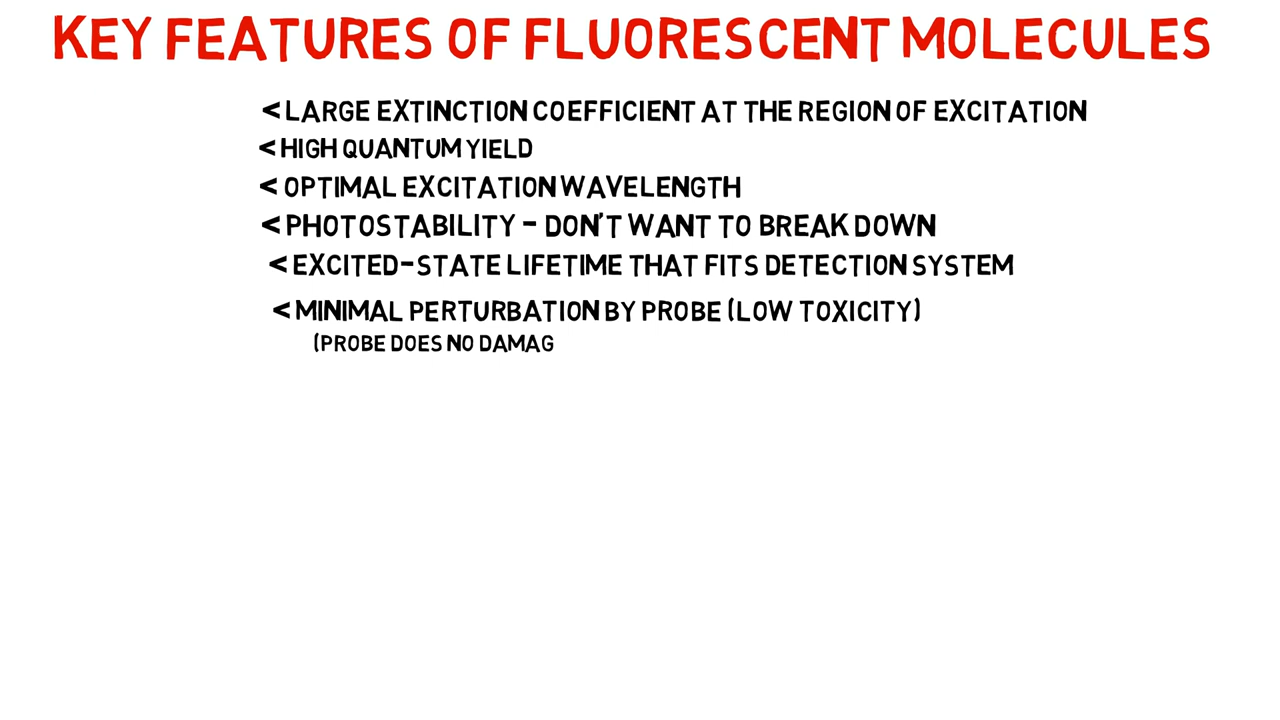 KEY FEATURES OF FLUORESCENT MOLECULES
< LARGE EXTINCTION COEFFICIENT AT THE REGION OF EXCITATION
< HIGH QUANTUM YIELD
< OPTIMAL EXCITATION WAVELENGTH
< PHOTOSTABILITY - DON'T WANT TO BREAK DOWN
< EXCITED-STATE LIFETIME THAT FITS DETECTION SYSTEM
< MINIMAL PERTURBATION BY PROBE (LOW TOXICITY)
(PROBE DOES NO DAMAG